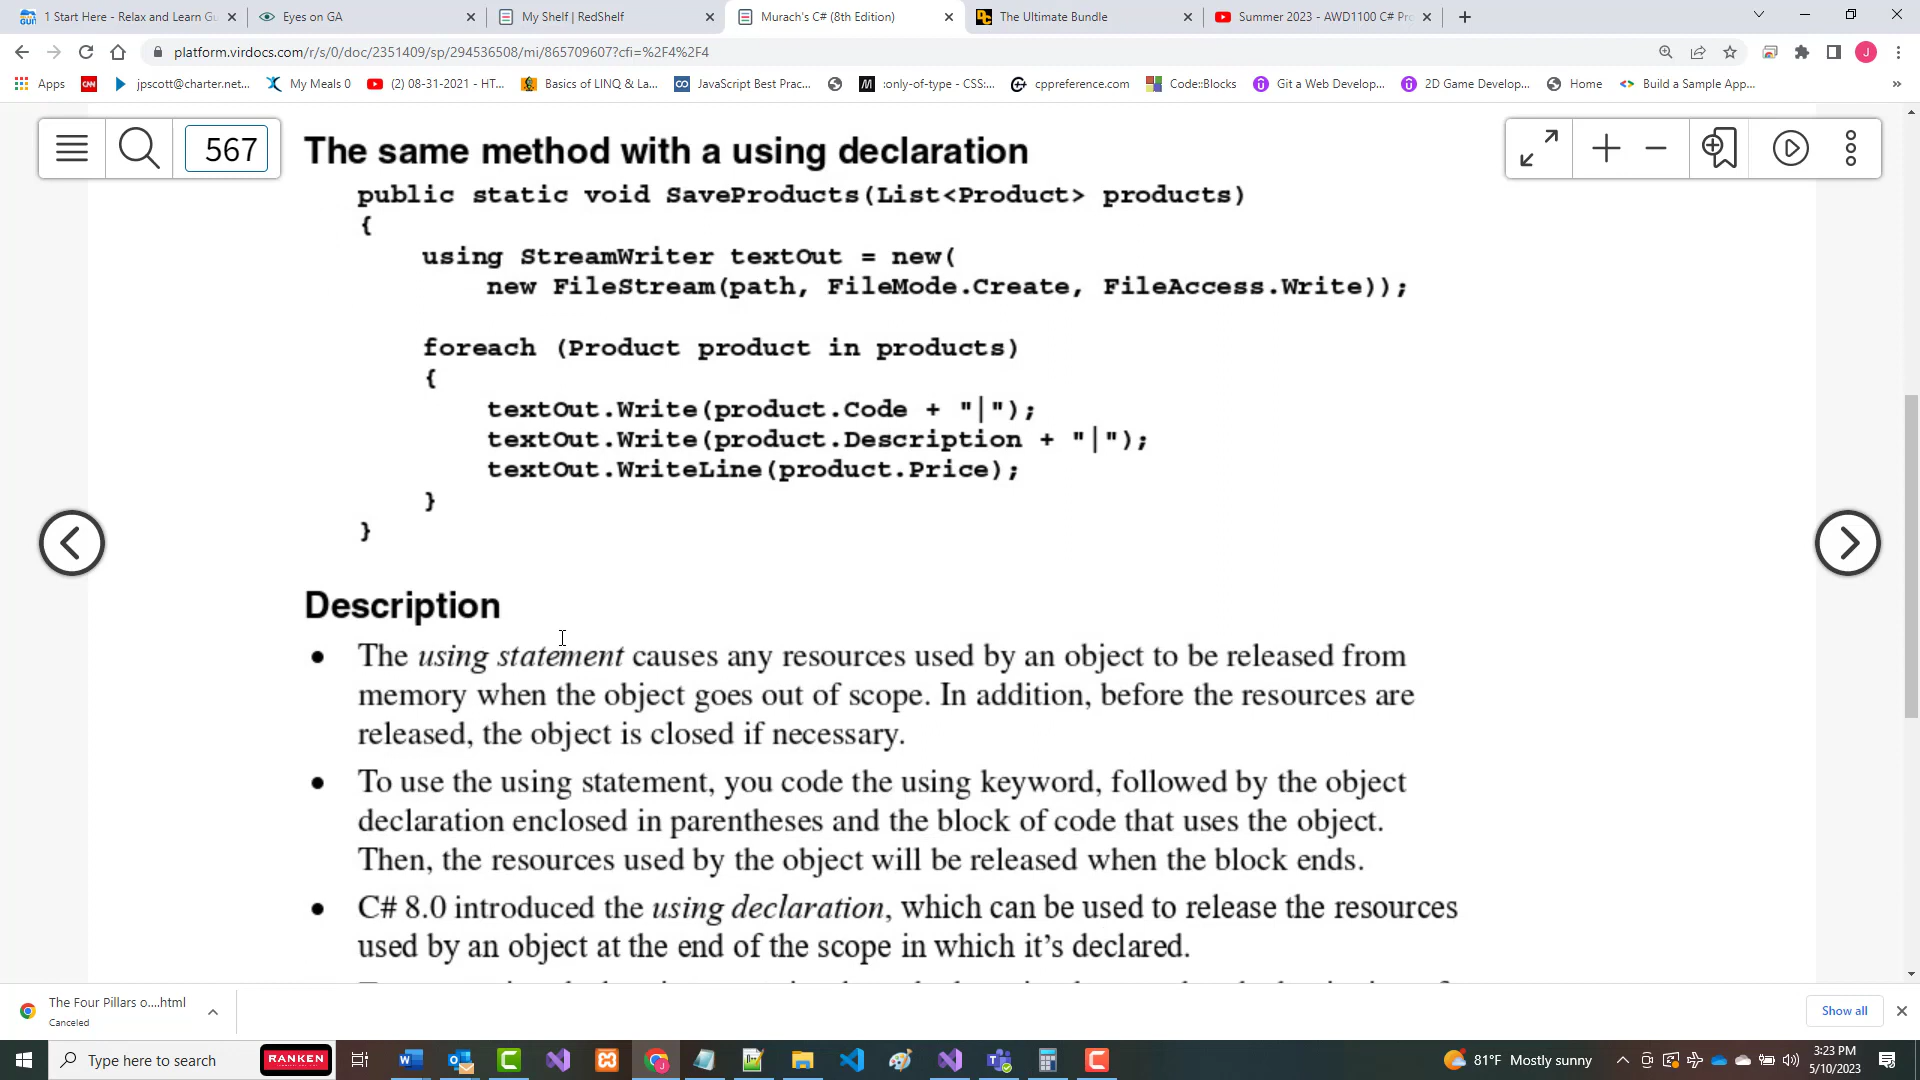 1 Start Here - Relax and Learn Gu
Eyes on GA
My Shelf | RedShelf
Murach's C# (8th Edition)
The Ultimate Bundle
Summer 2023 - AWD1100 C# Pr
platform.virdocs.com/r/s/0/doc/2351409/sp/294536508/mi/865709607?cfi=%2F4%2F4
J
Apps
CNN
jpscott@charter.net...
My Meals 0
(2) 08-31-2021 - HT...
Basics of LINQ & La...
JavaScript Best Prac...
:only-of-type - CSS:...
cppreference.com
Code::Blocks
Git a Web Develop...
2D Game Develop...
Home
Build a Sample App...
»
567
The same method with a using declaration
public static void SaveProducts(List<Product> products)
{
using StreamWriter textOut = new(
new FileStream(path, FileMode.Create, FileAccess.Write));
foreach (Product product in products)
{
textOut.Write(product.Code + "|");
textOut.Write(product.Description + "|");
textOut.WriteLine(product.Price);
}
}
Description
• The using statement causes any resources used by an object to be released from
memory when the object goes out of scope. In addition, before the resources are
released, the object is closed if necessary.
• To use the using statement, you code the using keyword, followed by the object
declaration enclosed in parentheses and the block of code that uses the object.
Then, the resources used by the object will be released when the block ends.
• C# 8.0 introduced the using declaration, which can be used to release the resources
used by an object at the end of the scope in which it's declared.
The Four Pillars o....html
Canceled
Show all
Type here to search
RANKEN
81°F Mostly sunny
3:23 PM
5/10/2023